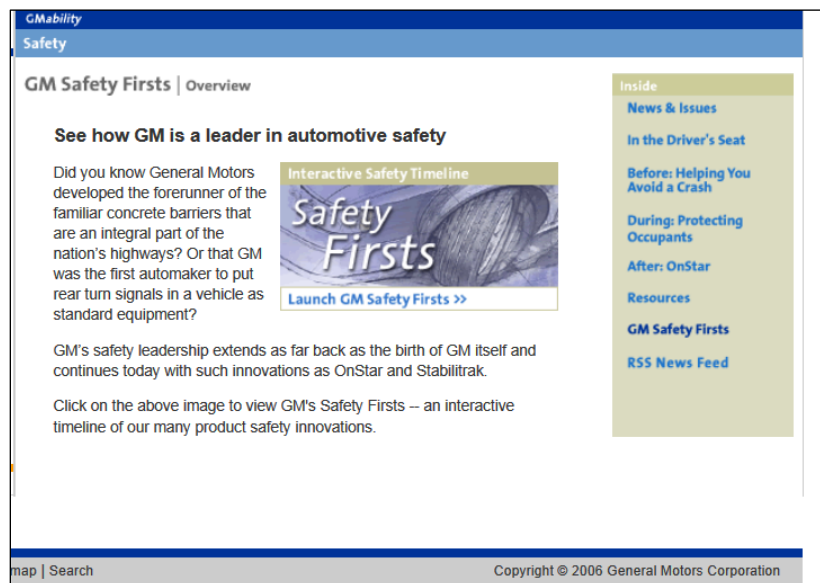 GMability
Safety
GM Safety Firsts | Overview
See how GM is a leader in automotive safety
Did you know General Motors
developed the forerunner of the
familiar concrete barriers that
are an integral part of the
nation's highways? Or that GM
was the first automaker to put
rear turn signals in a vehicle as
standard equipment?
Interactive Safety Timeline
Safety
Firsts
Launch GM Safety Firsts >>
GM's safety leadership extends as far back as the birth of GM itself and
continues today with such innovations as OnStar and Stabilitrak.
Click on the above image to view GM's Safety Firsts -- an interactive
timeline of our many product safety innovations.
Inside
News & Issues
In the Driver's Seat
Before: Helping You
Avoid a Crash
During: Protecting
Occupants
After: OnStar
Resources
GM Safety Firsts
RSS News Feed
map | Search
Copyright © 2006 General Motors Corporation